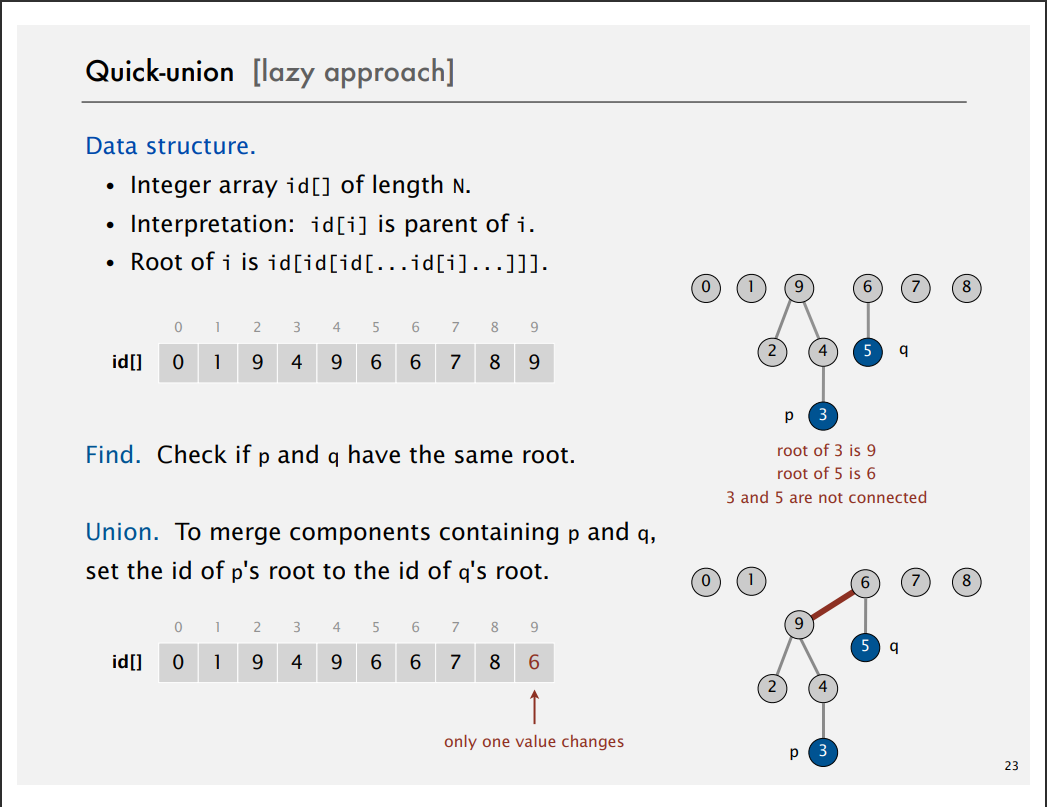 Quick-union [lazy approach]
Data structure.
• Integer array id[] of length N.
• Interpretation: id[i] is parent of i.
• Root of i is id[id[id[...id[i]...]]].
0 1 2 3 4 5 6 7 8 9
id[] 0 1 9 4 9 6 6 7 8 9
0 1 9 6 7 8
2 4 5 q
p 3
root of 3 is 9
root of 5 is 6
3 and 5 are not connected
Find. Check if p and q have the same root.
Union. To merge components containing p and q,
set the id of p's root to the id of q's root.
0 1 2 3 4 5 6 7 8 9
id[] 0 1 9 4 9 6 6 7 8 6
only one value changes
0 1 6 7 8
9
5 q
2 4
p 3
23